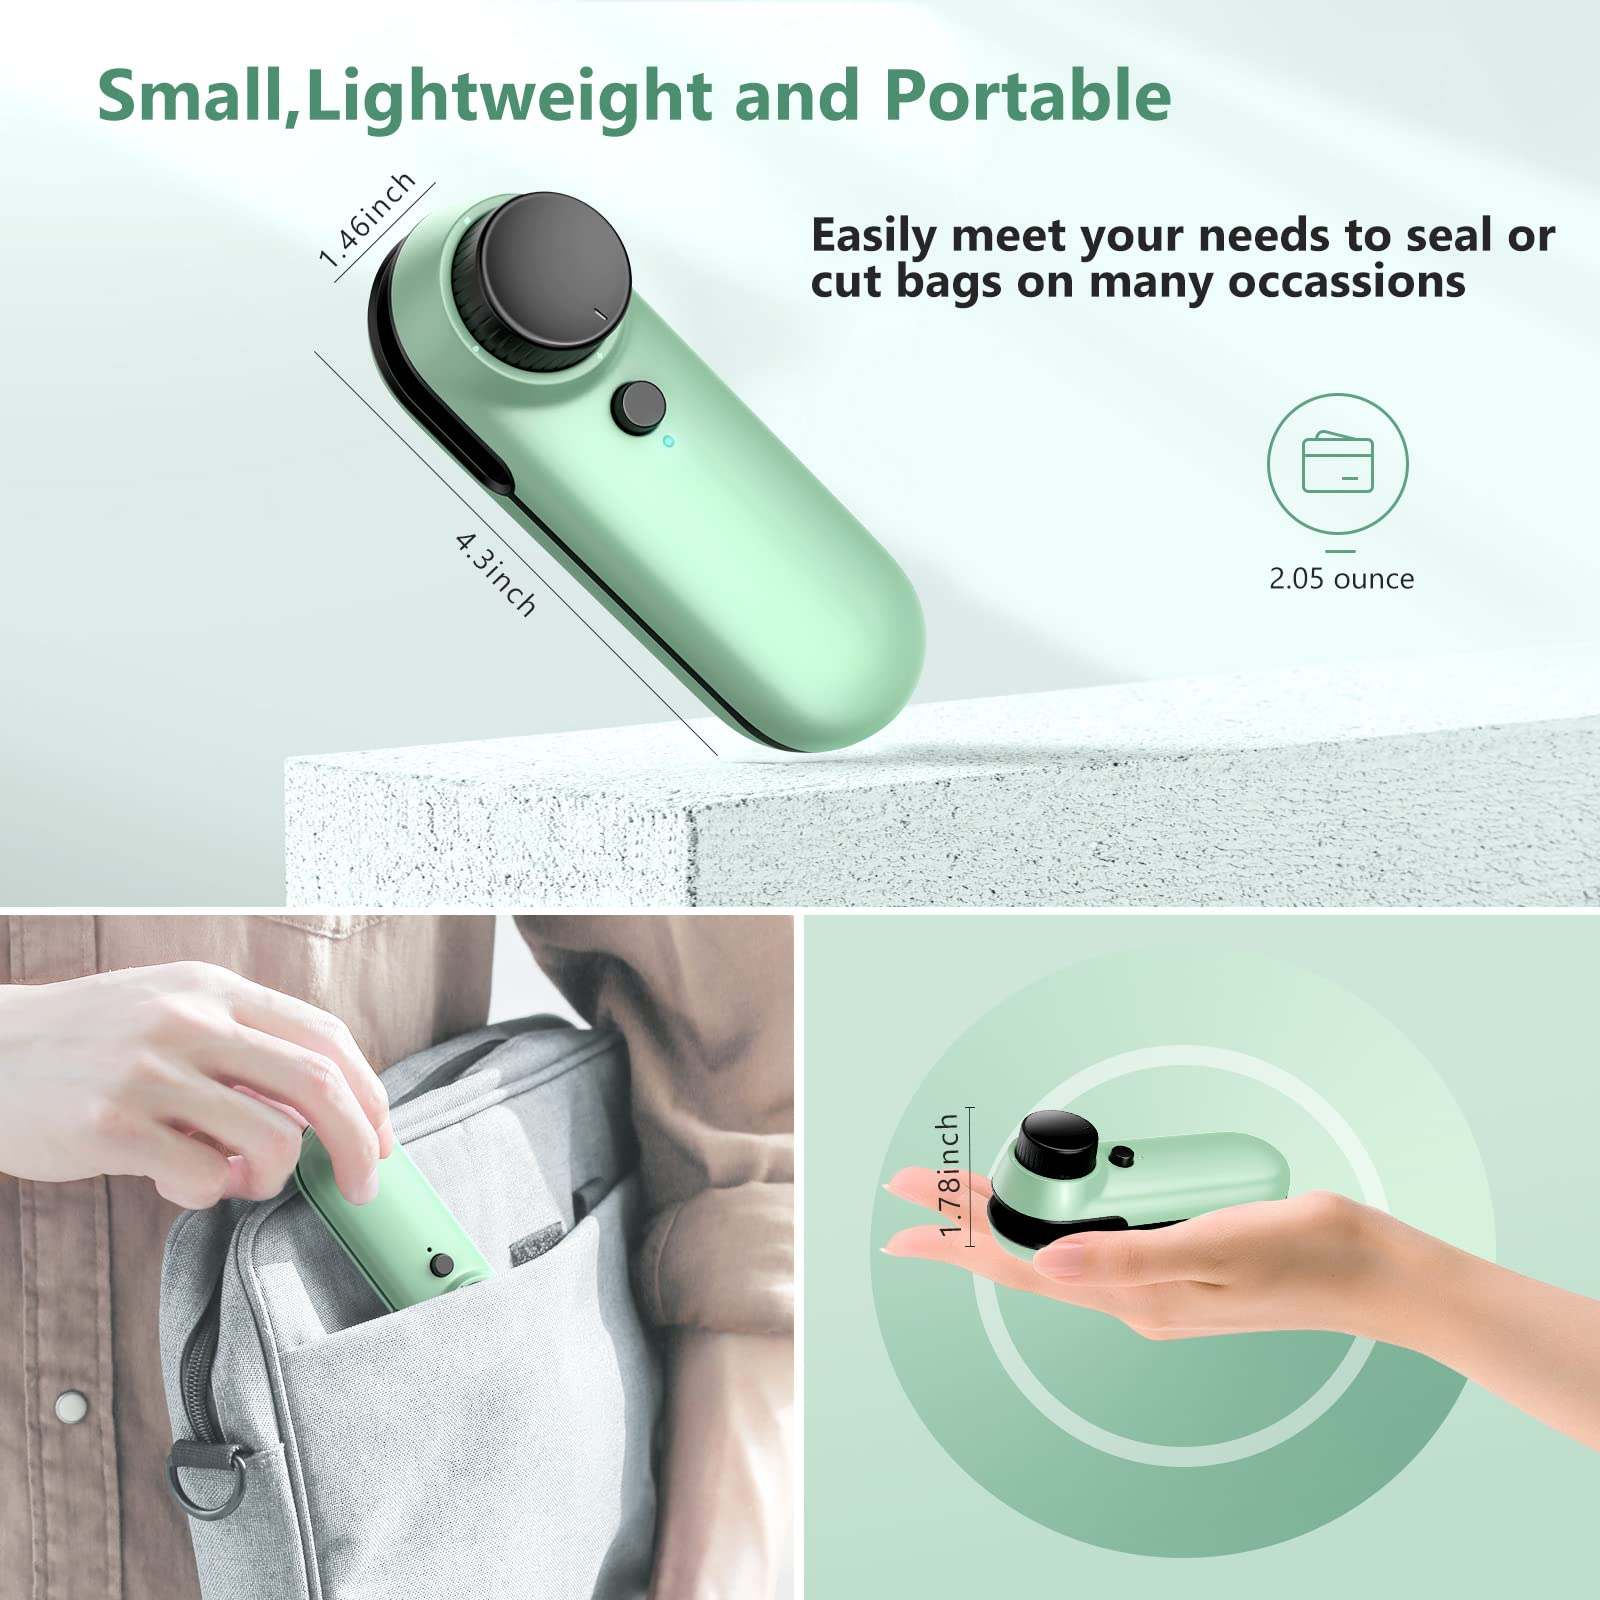 Small,Lightweight and Portable
1.46inch
Easily meet your needs to seal or
cut bags on many occassions
4.3inch
2.05 ounce
1.78inch